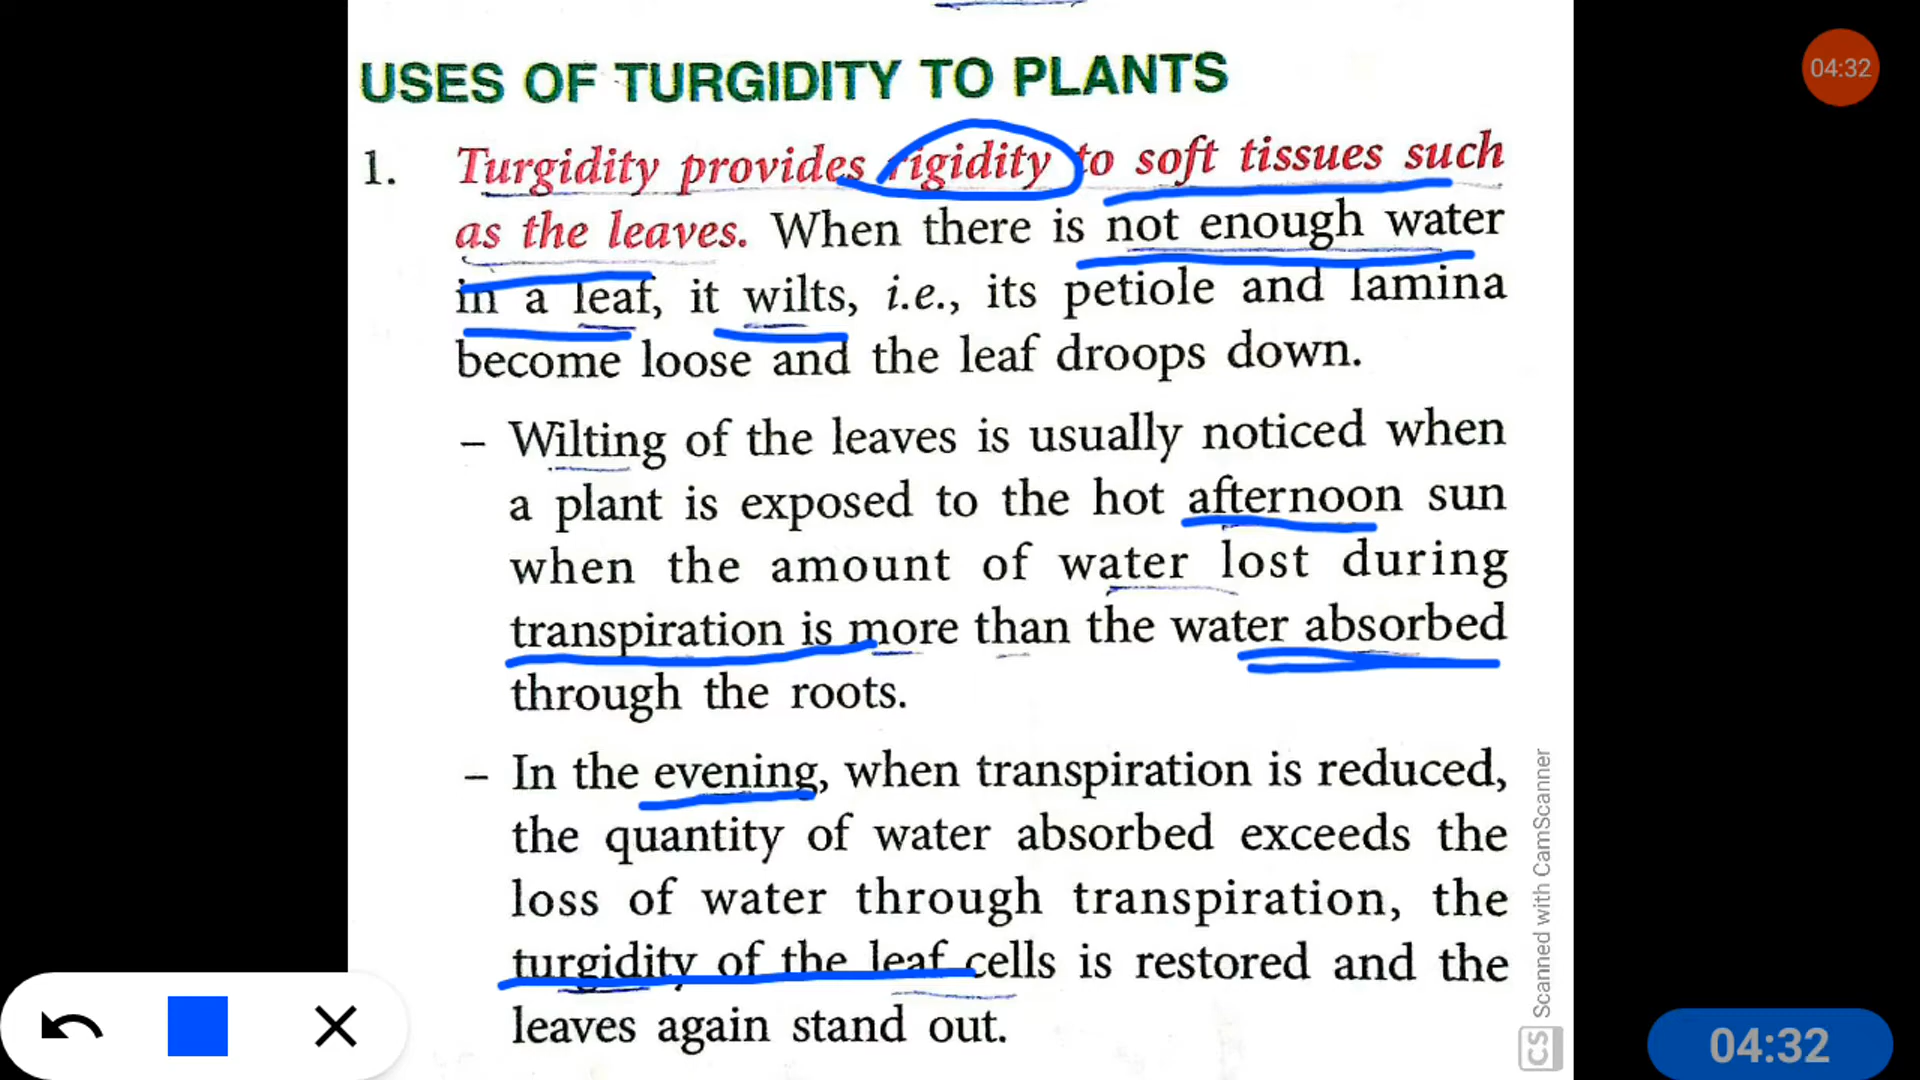 USES OF TURGIDITY TO PLANTS
04:32
1. Turgidity provides rigidity to soft tissues such
as the leaves. When there is not enough water
in a leaf, it wilts, i.e., its petiole and lamina
become loose and the leaf droops down.
– Wilting of the leaves is usually noticed when
a plant is exposed to the hot afternoon sun
when the amount of water lost during
transpiration is more than the water absorbed
through the roots.
– In the evening, when transpiration is reduced,
the quantity of water absorbed exceeds the
loss of water through transpiration, the
turgidity of the leaf cells is restored and the
leaves again stand out.
CS Scanned with CamScanner
04:32